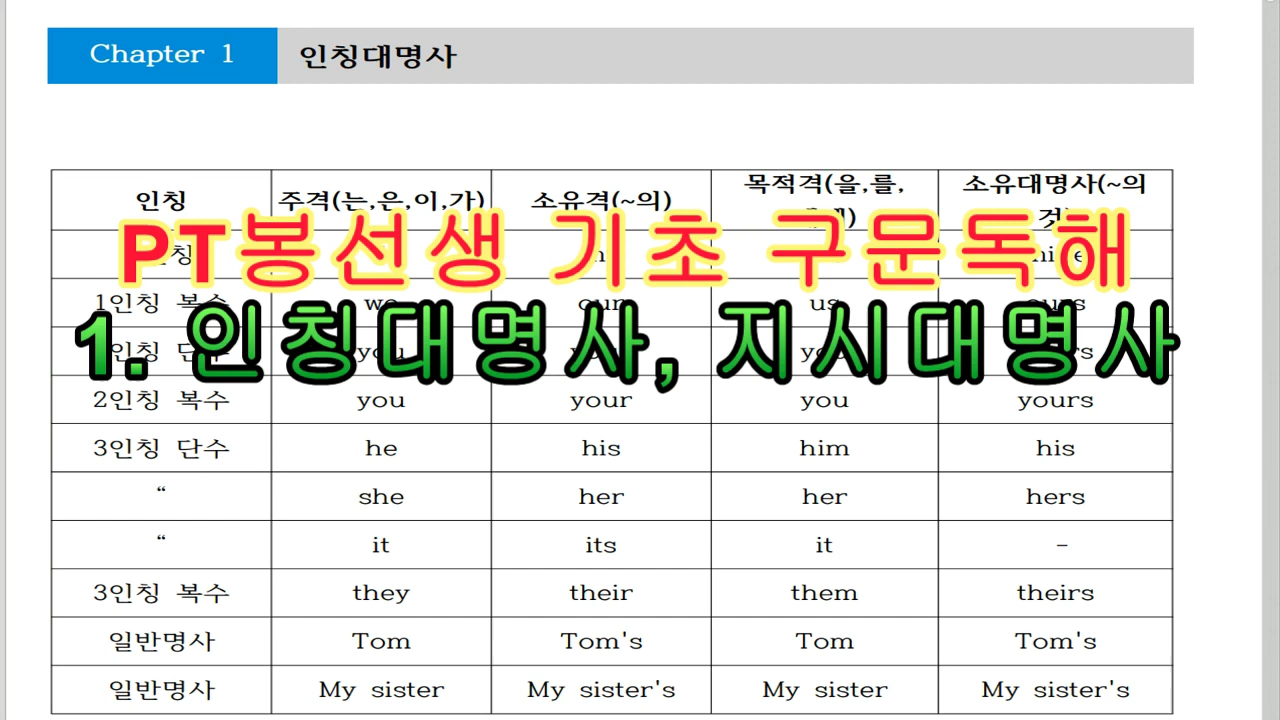 Chapter 1 인칭대명사
인칭 주격(는,은,이,가) 소유격(~의) 목적격(을,를, 소유대명사(~의
PT봉선생 기초 구문독해
1인칭 복수 we our us ours
1. 인칭대명사, 지시대명사
2인칭 복수 you your you yours
3인칭 단수 he his him his
“ she her her hers
“ it its it -
3인칭 복수 they their them theirs
일반명사 Tom Tom's Tom Tom's
일반명사 My sister My sister's My sister My sister's